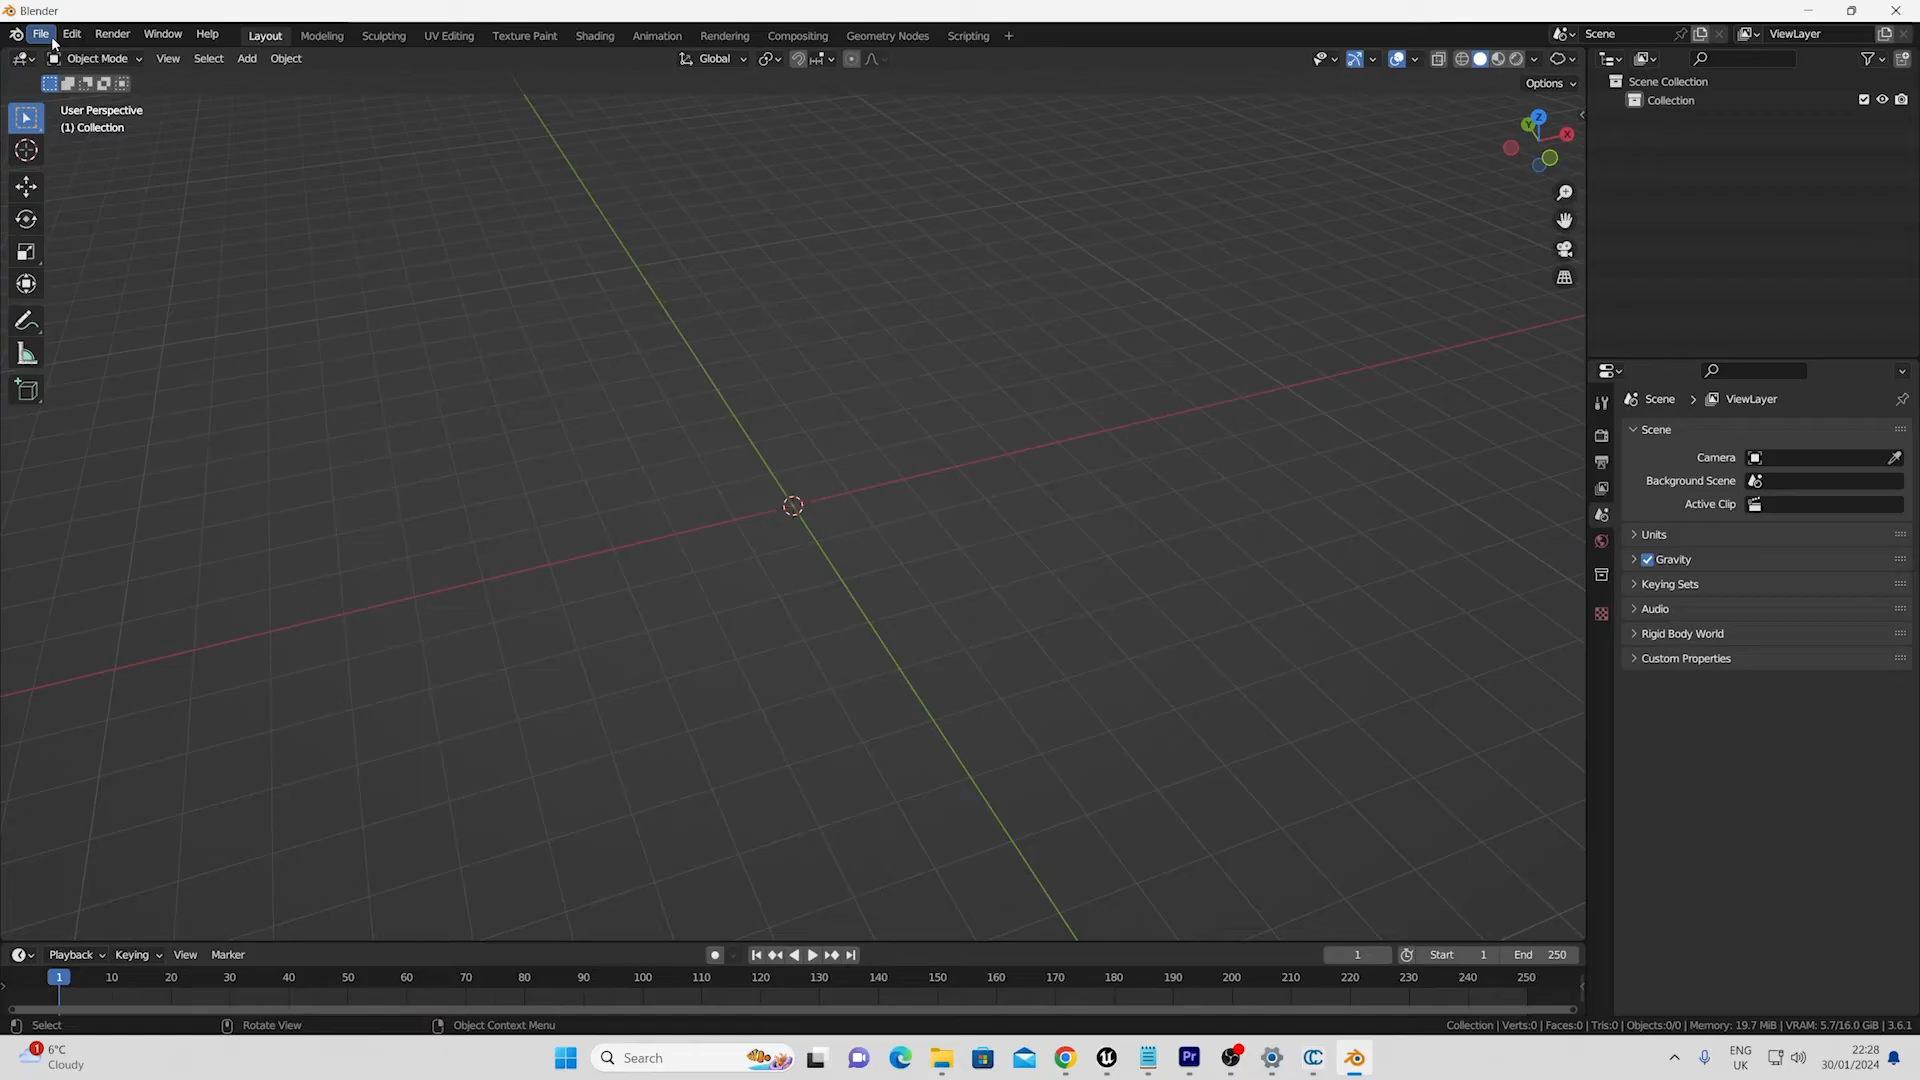 Blender
File Edit Render Window Help Layout Modeling Sculpting UV Editing Texture Paint Shading Animation Rendering Compositing Geometry Nodes Scripting + Scene ViewLayer
Object Mode View Select Add Object Global
Options
User Perspective
(1) Collection
Z
Y
X
Scene Collection
Collection
Scene > ViewLayer
Scene
Camera
Background Scene
Active Clip
Units
Gravity
Keying Sets
Audio
Rigid Body World
Custom Properties
Playback Keying View Marker 1 Start 1 End 250
1 10 20 30 40 50 60 70 80 90 100 110 120 130 140 150 160 170 180 190 200 210 220 230 240 250
Select Rotate View Object Context Menu Collection | Verts:0 | Faces:0 | Tris:0 | Objects:0/0 | Memory: 19.7 MiB | VRAM: 5.7/16.0 GiB | 3.6.1
1
6°C
Cloudy
Search
Pr
ENG
UK
22:28
30/01/2024